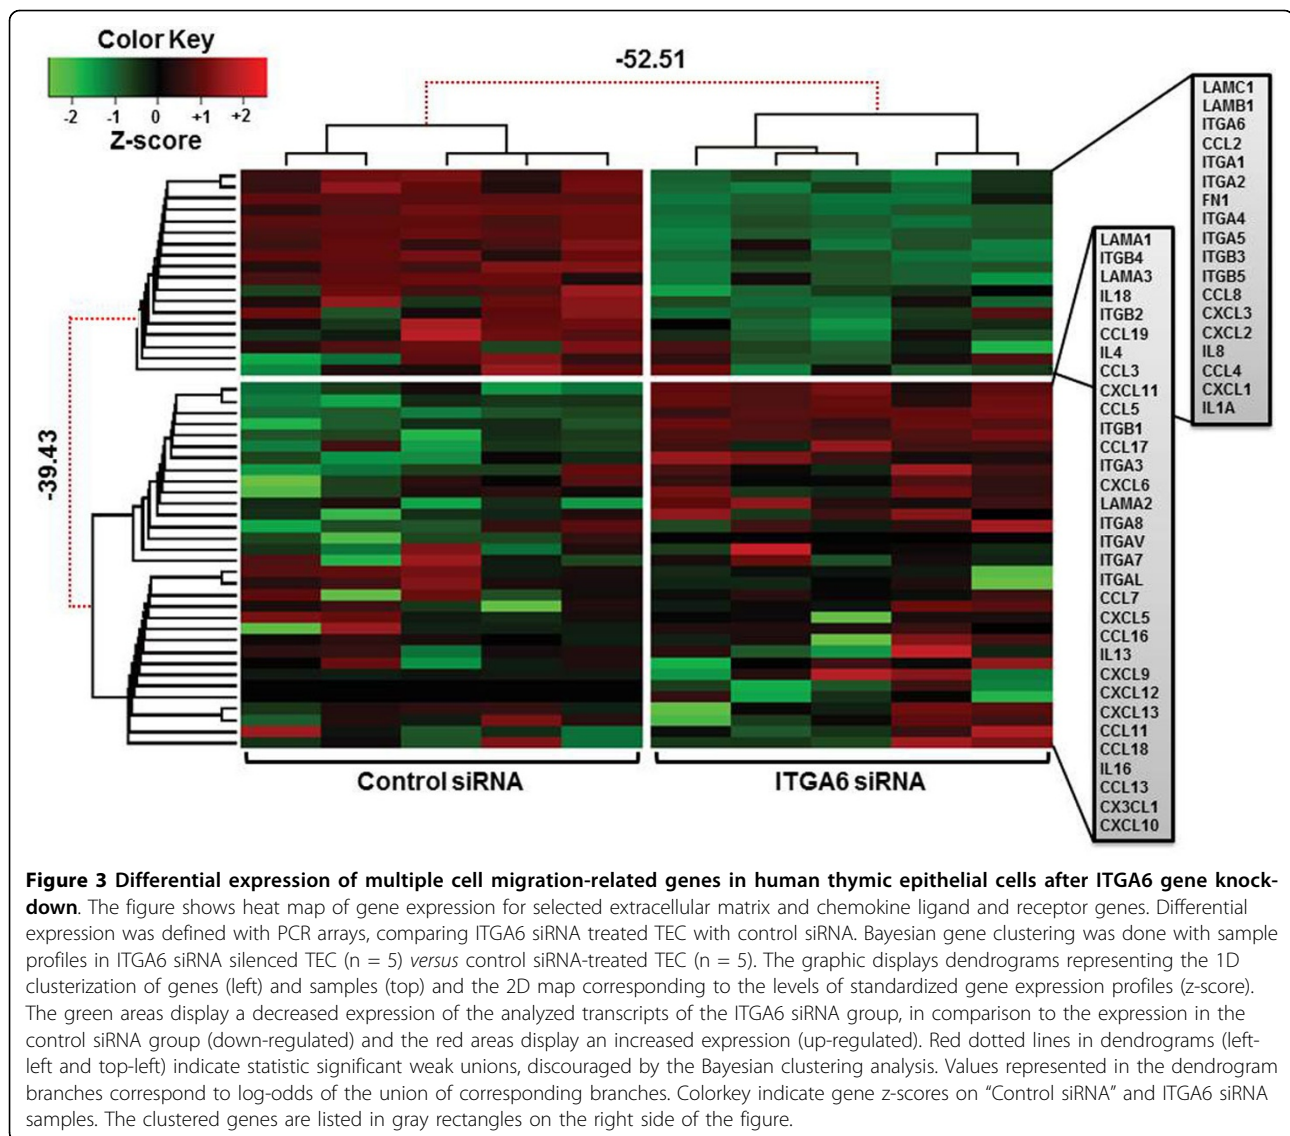 Color Key
-2 -1 0 +1 +2
Z-score
-52.51
-39.43
Control siRNA
ITGA6 siRNA
LAMC1
LAMB1
ITGA6
CCL2
ITGA1
ITGA2
FN1
ITGA4
ITGA5
ITGB3
ITGB5
CCL8
CXCL3
CXCL2
IL8
CCL4
CXCL1
IL1A
LAMA1
ITGB4
LAMA3
IL18
ITGB2
CCL19
IL4
CCL3
CXCL11
CCL5
ITGB1
CCL17
ITGA3
CXCL6
LAMA2
ITGA8
ITGAV
ITGA7
ITGAL
CCL7
CXCL5
CCL16
IL13
CXCL9
CXCL12
CXCL13
CCL11
CCL18
IL16
CCL13
CX3CL1
CXCL10
Figure 3 Differential expression of multiple cell migration-related genes in human thymic epithelial cells after ITGA6 gene knock-
down. The figure shows heat map of gene expression for selected extracellular matrix and chemokine ligand and receptor genes. Differential
expression was defined with PCR arrays, comparing ITGA6 siRNA treated TEC with control siRNA. Bayesian gene clustering was done with sample
profiles in ITGA6 siRNA silenced TEC (n = 5) versus control siRNA-treated TEC (n = 5). The graphic displays dendrograms representing the 1D
clusterization of genes (left) and samples (top) and the 2D map corresponding to the levels of standardized gene expression profiles (z-score).
The green areas display a decreased expression of the analyzed transcripts of the ITGA6 siRNA group, in comparison to the expression in the
control siRNA group (down-regulated) and the red areas display an increased expression (up-regulated). Red dotted lines in dendrograms (left-
left and top-left) indicate statistic significant weak unions, discouraged by the Bayesian clustering analysis. Values represented in the dendrogram
branches correspond to log-odds of the union of corresponding branches. Colorkey indicate gene z-scores on “Control siRNA” and ITGA6 siRNA
samples. The clustered genes are listed in gray rectangles on the right side of the figure.